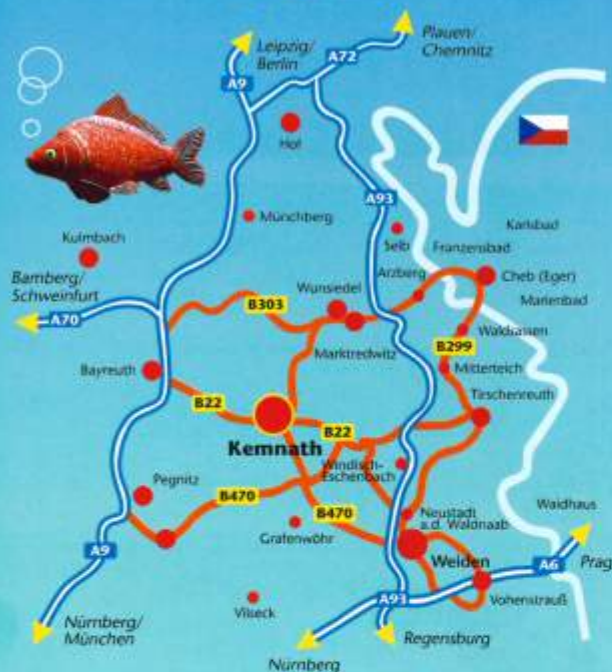 Plauen/
Chemnitz
Leipzig/
Berlin
A72
A9
Hof
A93
Münchberg
Selb
Karlsbad
Kulmbach
Franzensbad
Bamberg/
Schweinfurt
Arzberg
Cheb (Eger)
Wunsiedel
Marienbad
B303
A70
Waldsassen
B299
Marktredwitz
Mitterteich
Bayreuth
Tirschenreuth
B22
B22
Kemnath
Windisch-
Eschenbach
Pegnitz
B470
B470
Neustadt
a.d. Waldnaab
Waidhaus
Grafenwöhr
A9
Weiden
A6
Prag
Vilseck
A93
Vohenstrauß
Nürnberg/
München
Regensburg
Nürnberg